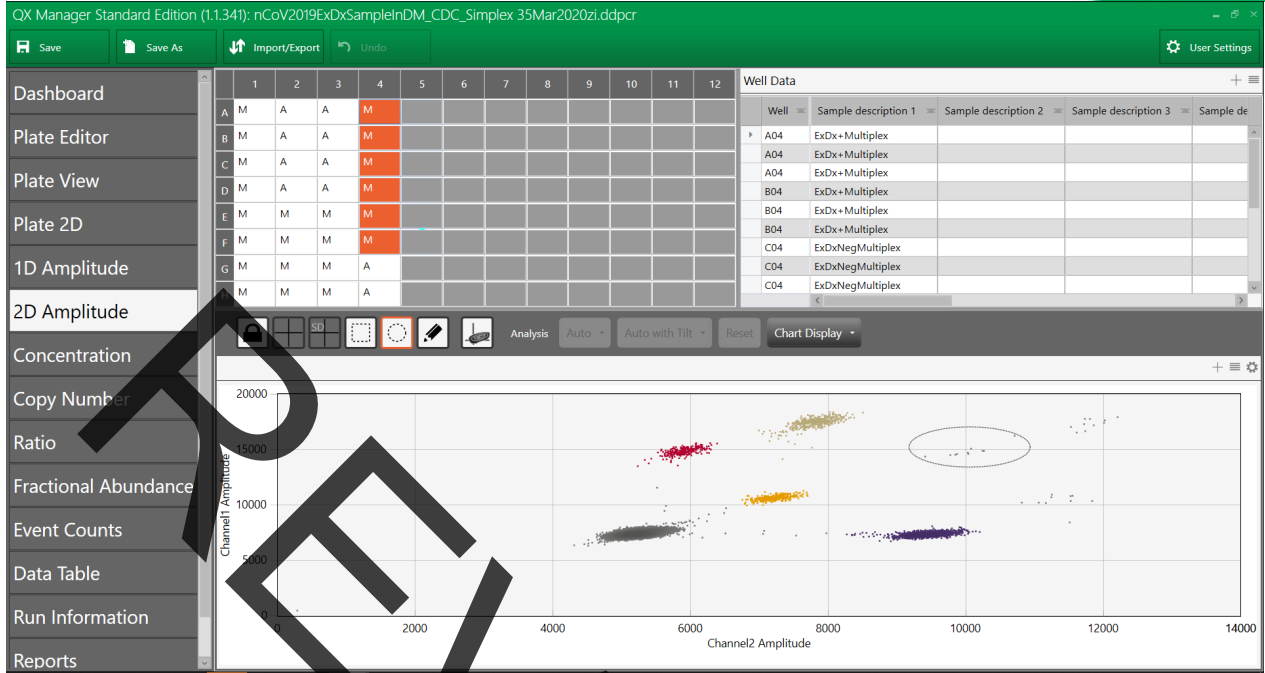 QX Manager Standard Edition (1.1.341): nCoV2019ExDxSampleInDM_CDC_Simplex 35Mar2020zi.ddpcr
Save Save As Import/Export Undo User Settings
Dashboard
Plate Editor
Plate View
Plate 2D
1D Amplitude
2D Amplitude
Concentration
Copy Number
Ratio
Fractional Abundance
Event Counts
Data Table
Run Information
Reports
1 2 3 4 5 6 7 8 9 10 11 12
A M A A M
B M A A M
C M A A M
D M A A M
E M M M M
F M M M M
G M M M A
H M M M A
Well Data
Well Sample description 1 Sample description 2 Sample description 3 Sample de
A04 ExDx+Multiplex
A04 ExDx+Multiplex
A04 ExDx+Multiplex
B04 ExDx+Multiplex
B04 ExDx+Multiplex
B04 ExDx+Multiplex
C04 ExDxNegMultiplex
C04 ExDxNegMultiplex
C04 ExDxNegMultiplex
SD Analysis Auto Auto with Tilt Reset Chart Display
20000
15000
10000
5000
0
Channel1 Amplitude
0 2000 4000 6000 8000 10000 12000 14000
Channel2 Amplitude